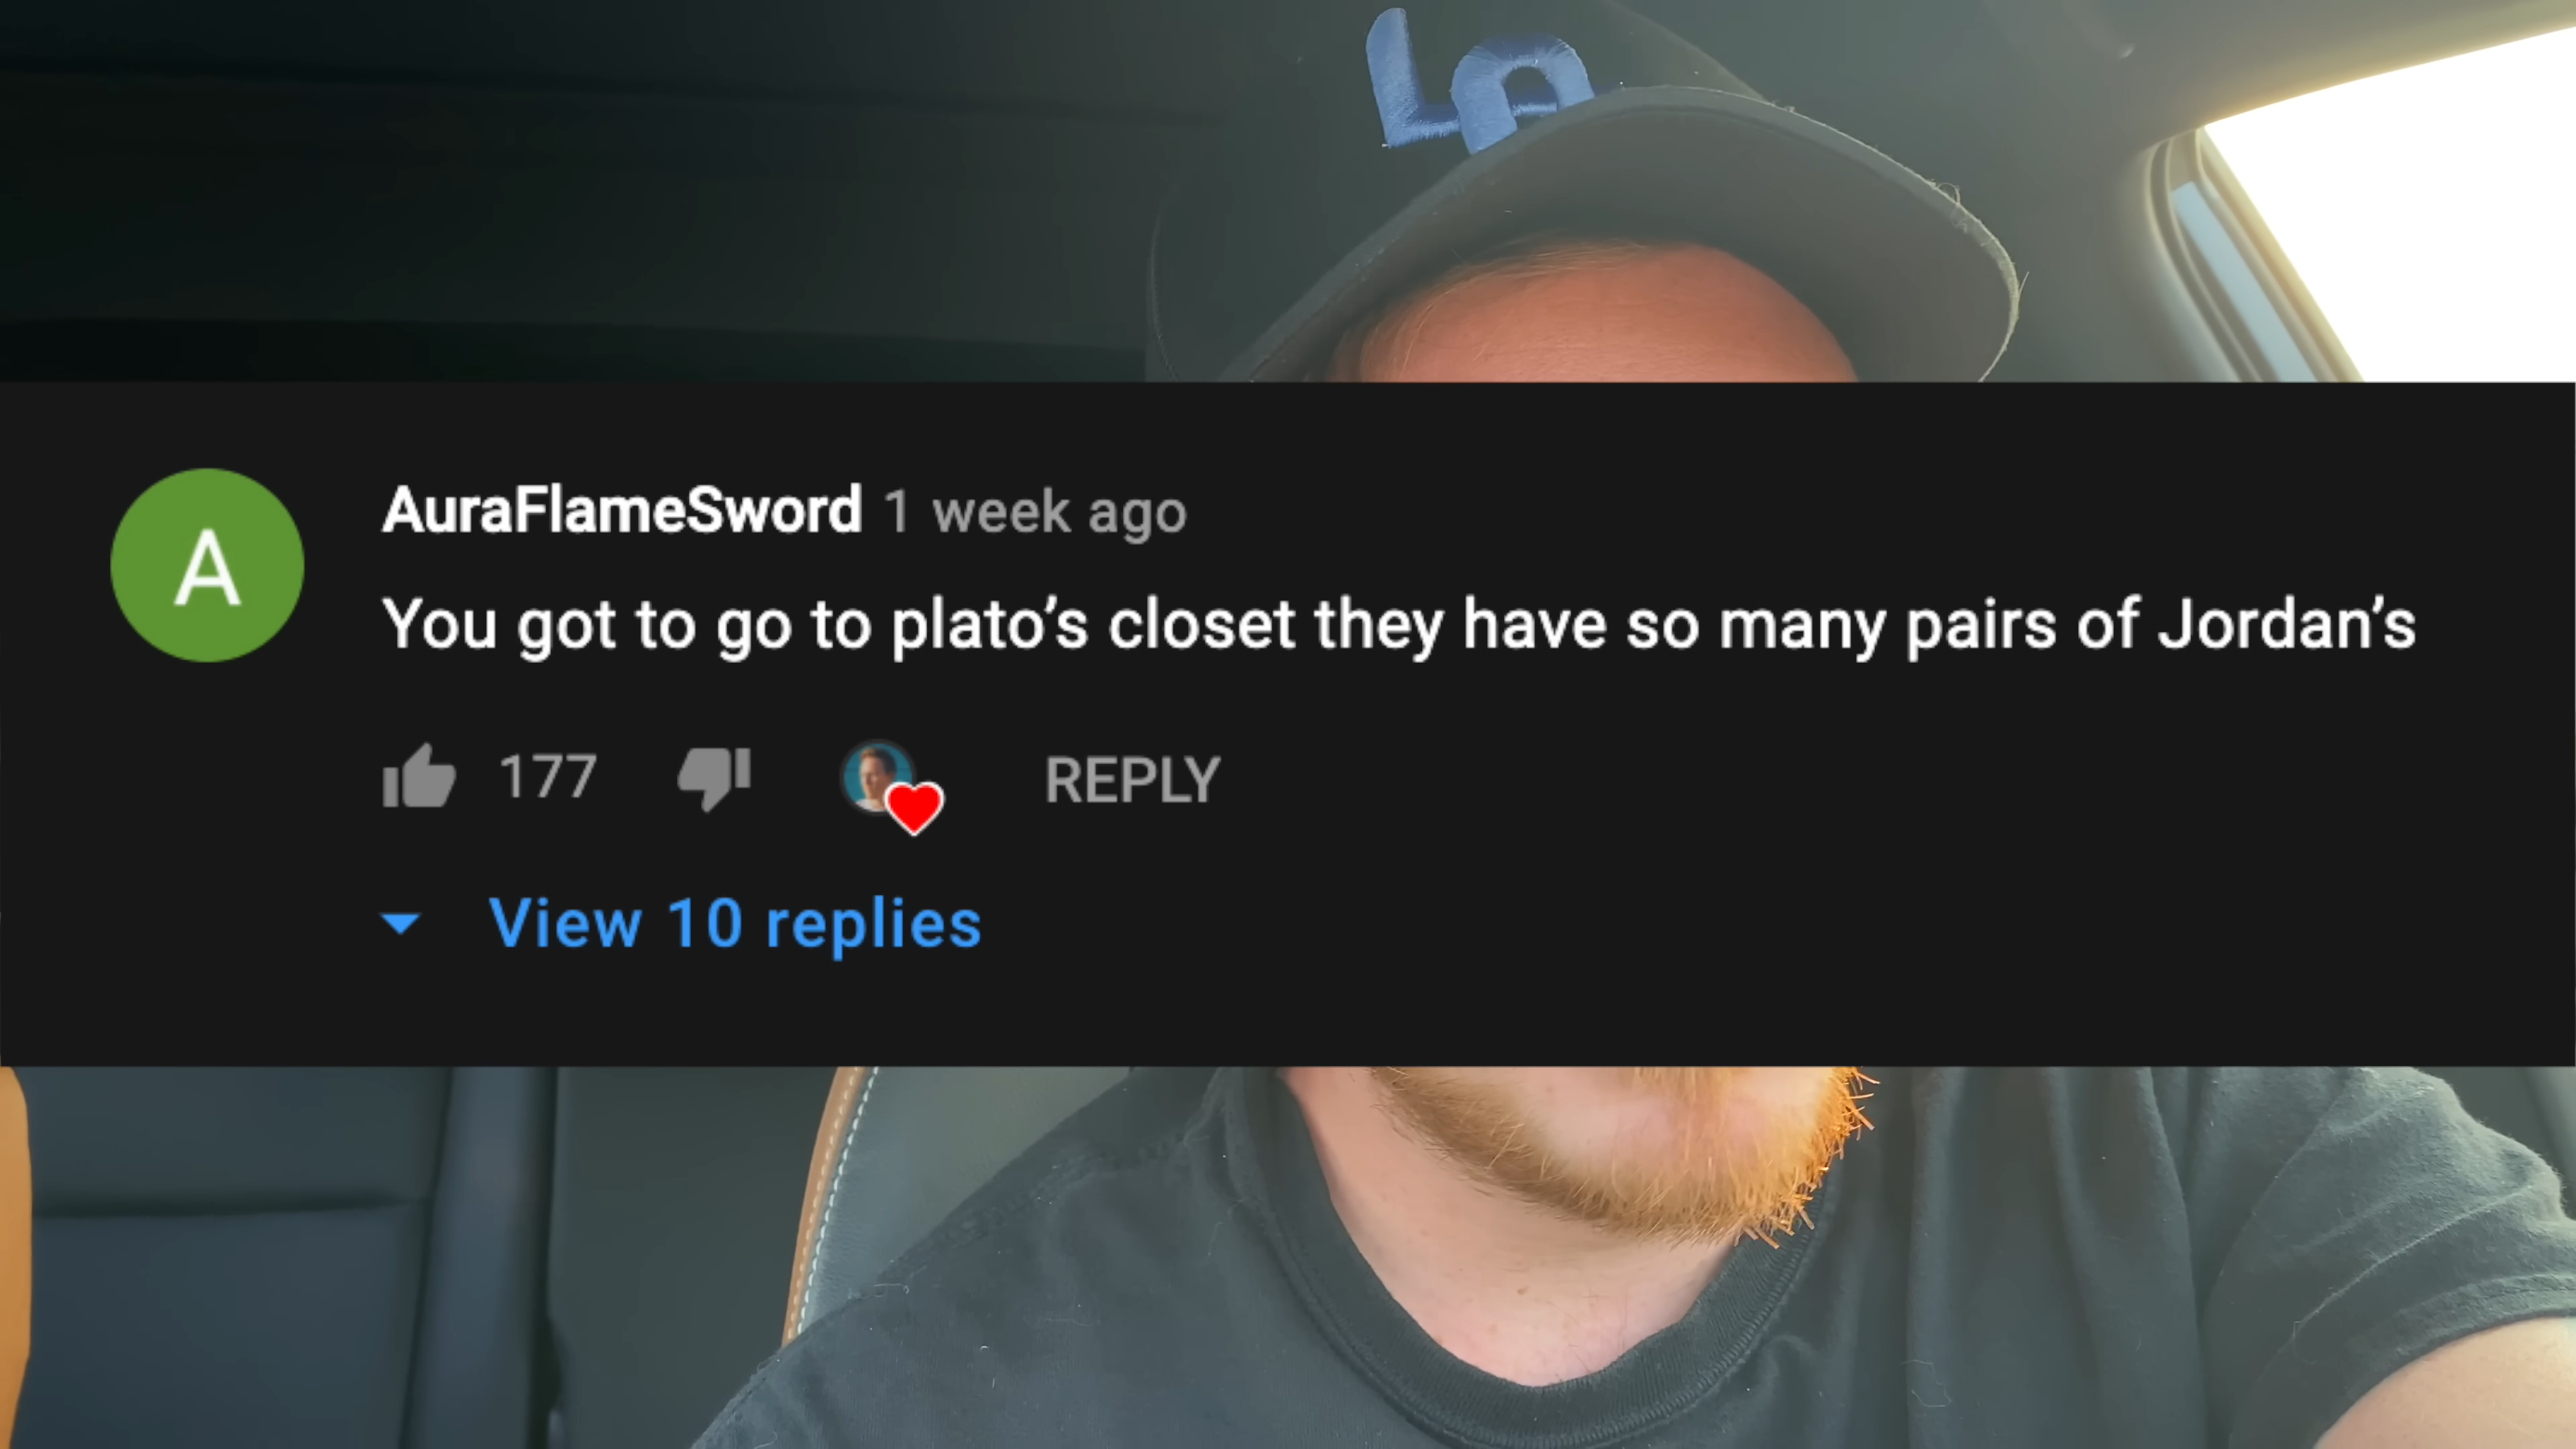 A
AuraFlameSword 1 week ago
You got to go to plato’s closet they have so many pairs of Jordan’s
177
REPLY
View 10 replies